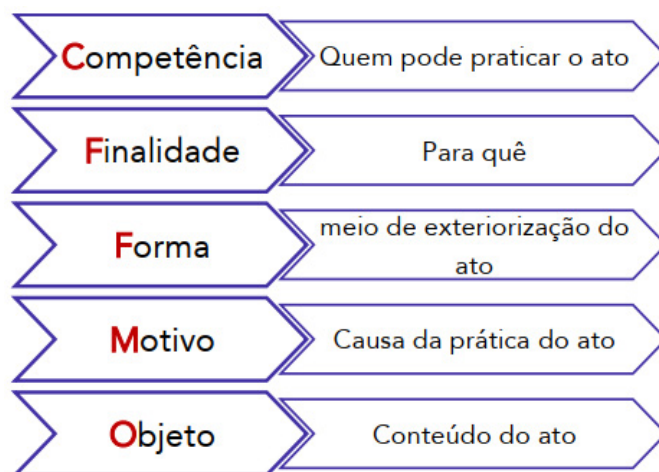 Competência
Quem pode praticar o ato
Finalidade
Para quê
Forma
meio de exteriorização do
ato
Motivo
Causa da prática do ato
Objeto
Conteúdo do ato